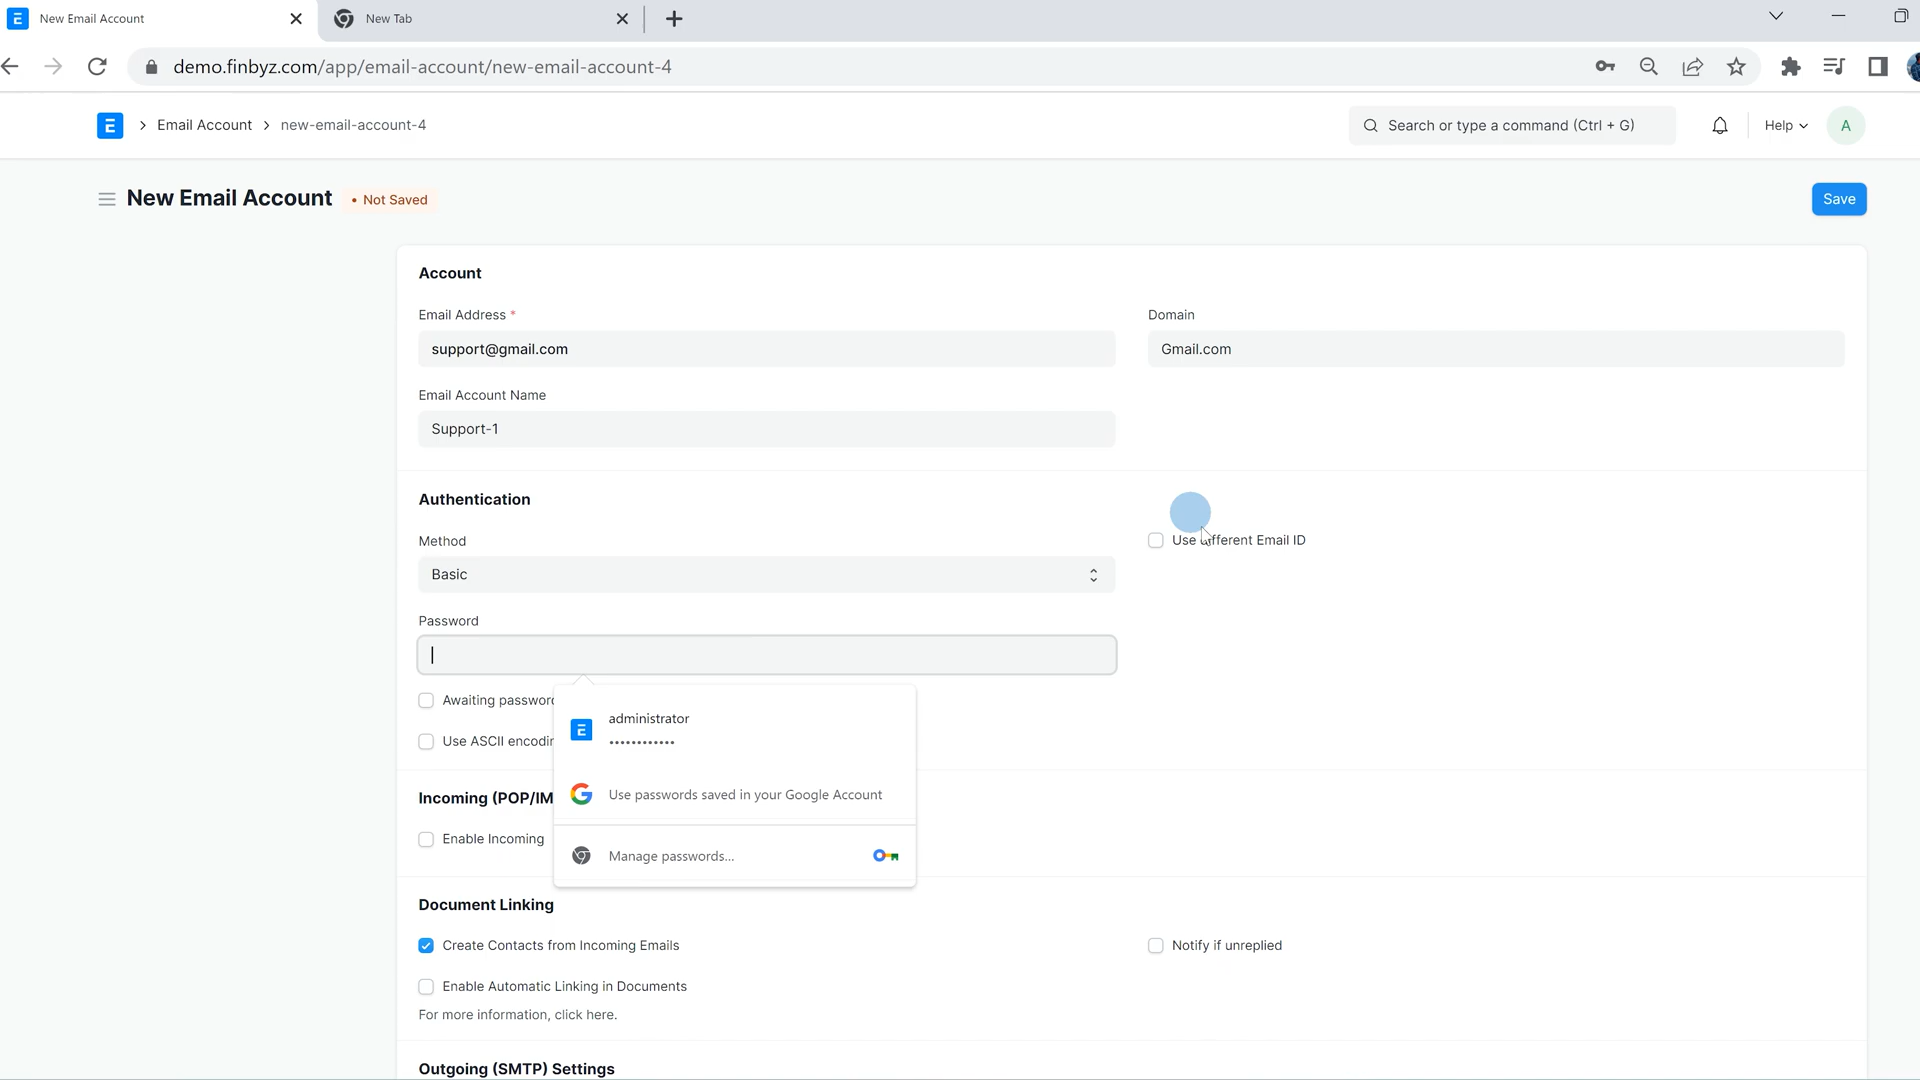 New Email Account
New Tab
demo.finbyz.com/app/email-account/new-email-account-4
E > Email Account > new-email-account-4
Search or type a command (Ctrl + G)
Help
A
New Email Account
• Not Saved
Save
Account
Email Address *
Domain
support@gmail.com
Gmail.com
Email Account Name
Support-1
Authentication
Method
Use Different Email ID
Basic
Password
Awaiting password
Use ASCII encodin
administrator
••••••••••••
Use passwords saved in your Google Account
Manage passwords...
Incoming (POP/IM
Enable Incoming
Document Linking
Create Contacts from Incoming Emails
Notify if unreplied
Enable Automatic Linking in Documents
For more information, click here.
Outgoing (SMTP) Settings